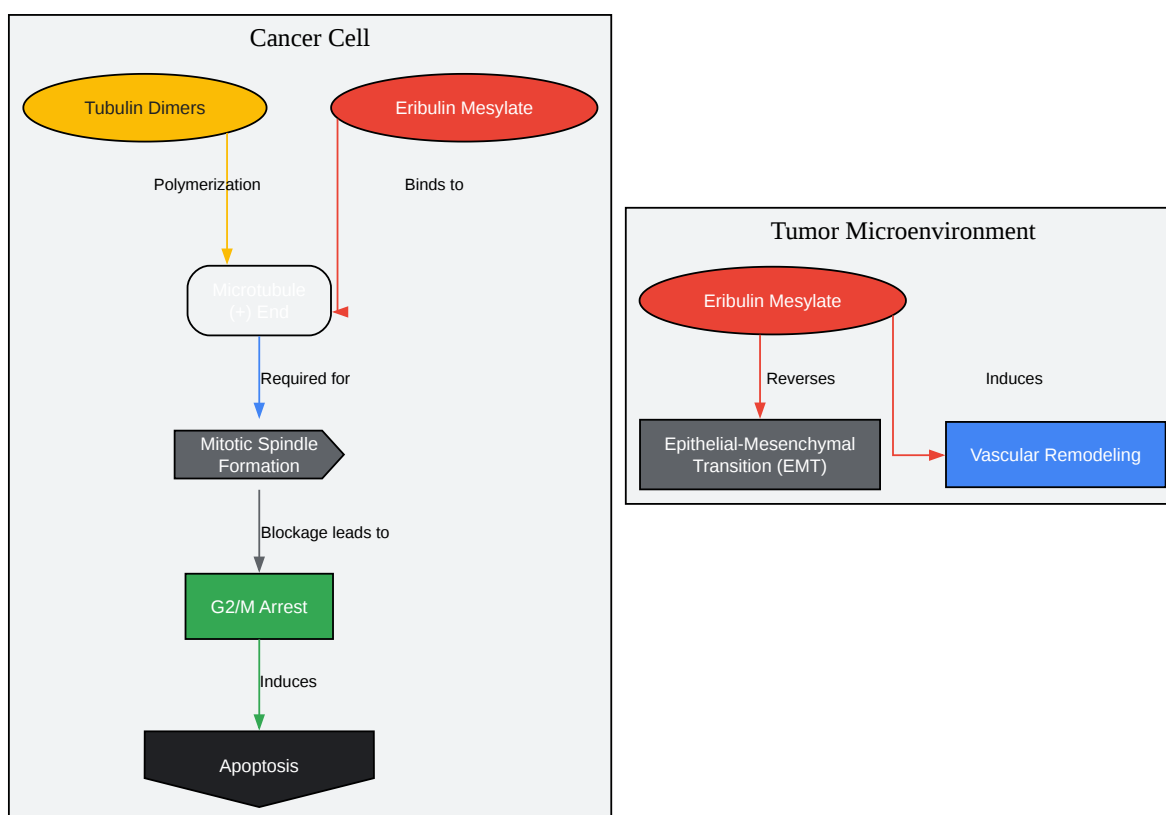 Cancer Cell
Tubulin Dimers
Eribulin Mesylate
Polymerization
Binds to
Microtubule
(+) End
Required for
Mitotic Spindle
Formation
Blockage leads to
G2/M Arrest
Induces
Apoptosis
Tumor Microenvironment
Eribulin Mesylate
Reverses
Induces
Epithelial-Mesenchymal
Transition (EMT)
Vascular Remodeling